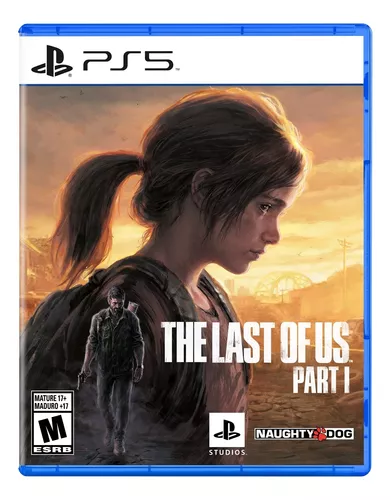 PS5
THE LAST OF US
PART I
MATURE 17+
MADURO +17
M
ESRB
STUDIOS
NAUGHTY DOG